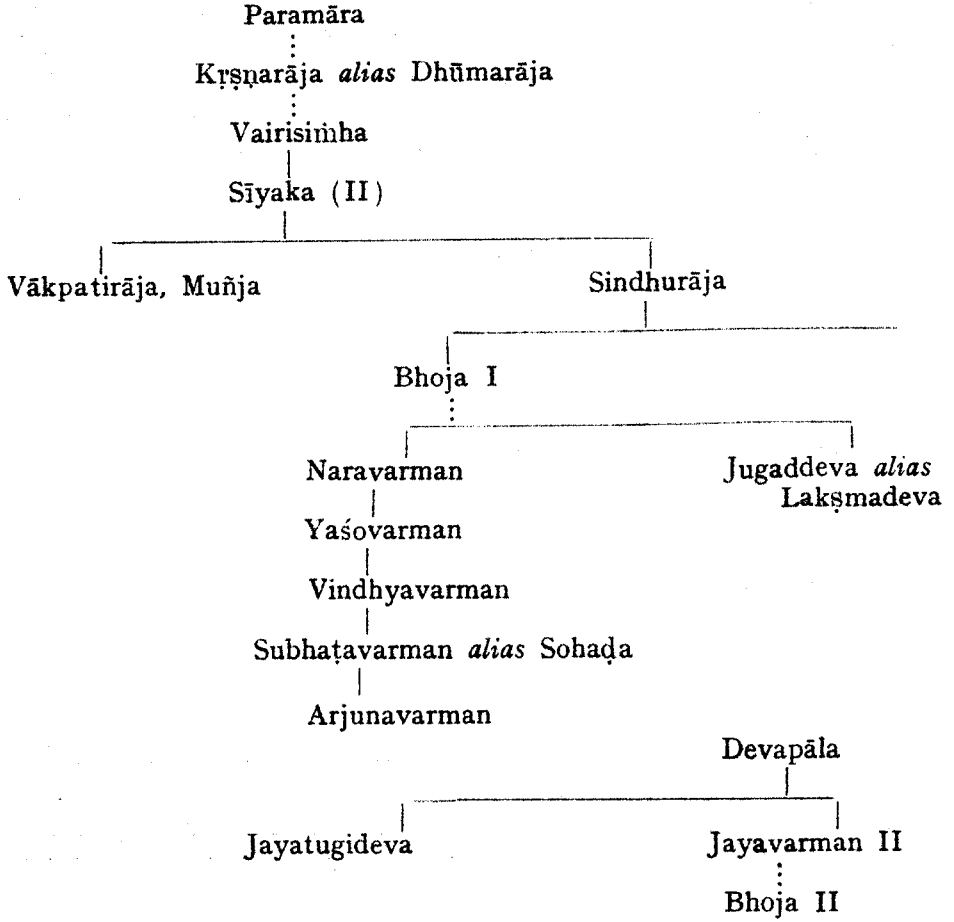 Paramāra
Kṛṣṇarāja alias Dhūmarāja
Vairisiṁha
Sīyaka (II)
Vākpatirāja, Muñja
Sindhurāja
Bhoja I
Naravarman
Jugaddeva alias
Lakṣmadeva
Yaśovarman
Vindhyavarman
Subhaṭavarman alias Sohaḍa
Arjunavarman
Devapāla
Jayatugideva
Jayavarman II
Bhoja II